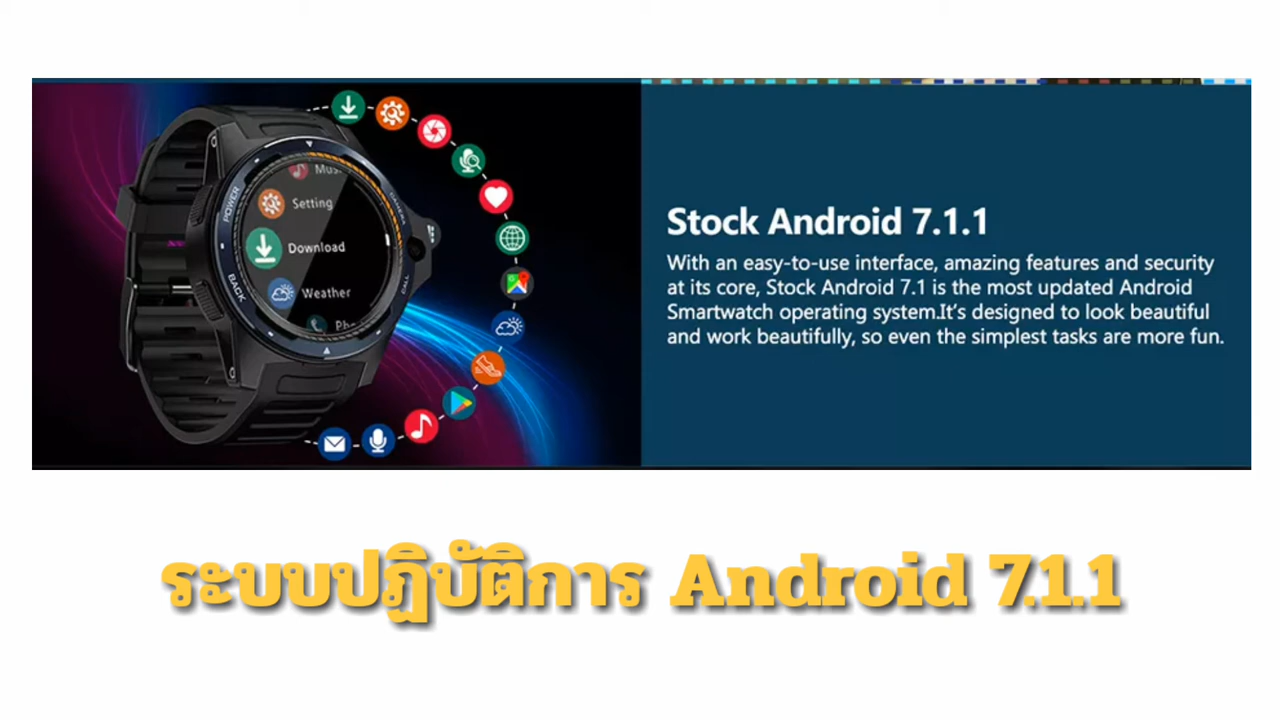 POWER
BACK
CAMERA
CALL
Setting
Download
Weather
Stock Android 7.1.1
With an easy-to-use interface, amazing features and security
at its core, Stock Android 7.1 is the most updated Android
Smartwatch operating system.It's designed to look beautiful
and work beautifully, so even the simplest tasks are more fun.
ระบบปฏิบัติการ Android 7.1.1